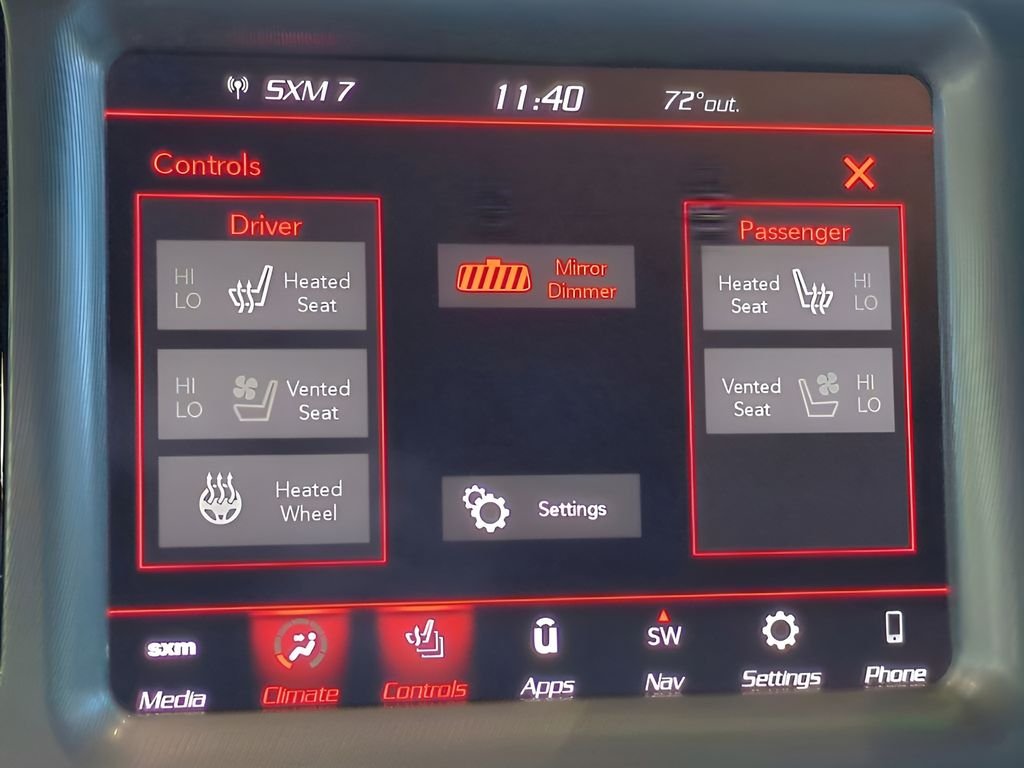 SXM 7 11:40 72°out.
Controls
Driver
Passenger
HI
LO
Heated
Seat
Mirror
Dimmer
Heated
Seat
HI
LO
HI
LO
Vented
Seat
Vented
Seat
HI
LO
Heated
Wheel
Settings
sxm
ū
SW
Media Climate Controls Apps Nav Settings Phone